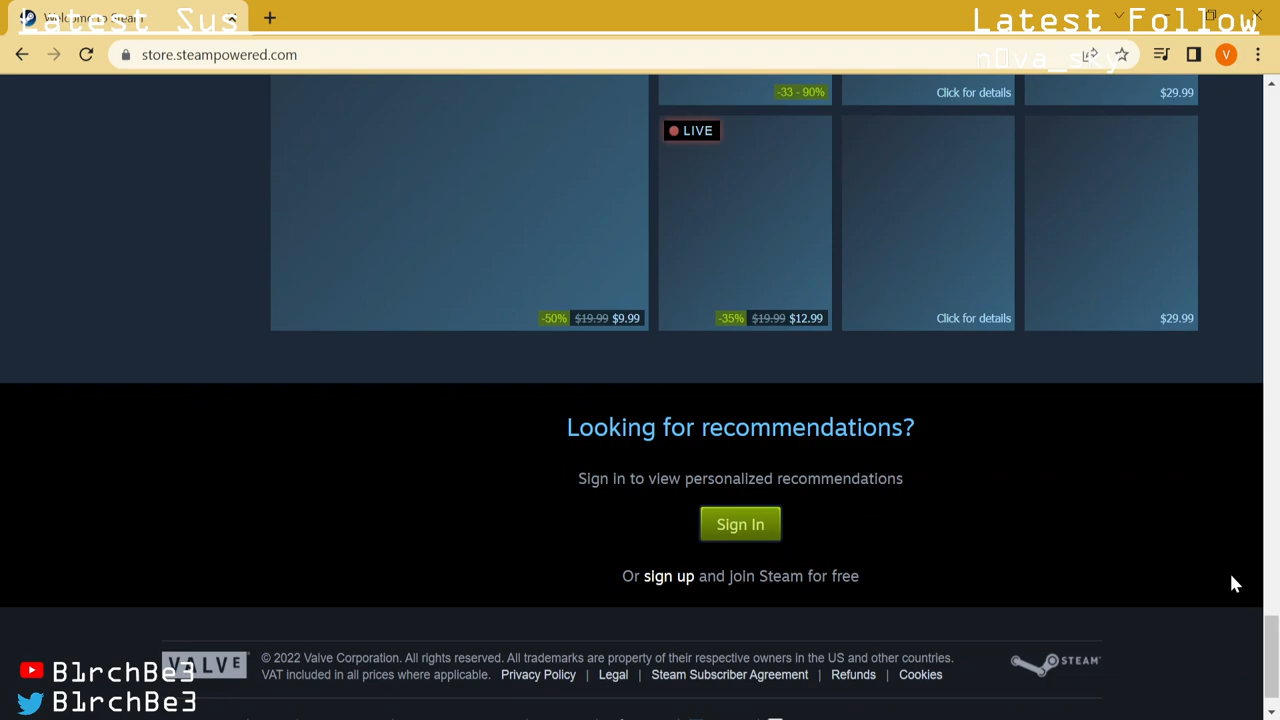 Latest Sus
Latest Follow
Welcome to Steam
n0va_sky
store.steampowered.com
V
-33 - 90%
Click for details
$29.99
LIVE
-50% $19.99 $9.99
-35% $19.99 $12.99
Click for details
$29.99
Looking for recommendations?
Sign in to view personalized recommendations
Sign In
Or sign up and join Steam for free
VALVE
© 2022 Valve Corporation. All rights reserved. All trademarks are property of their respective owners in the US and other countries.
VAT included in all prices where applicable. Privacy Policy | Legal | Steam Subscriber Agreement | Refunds | Cookies
STEAM
B1rchBe3
B1rchBe3